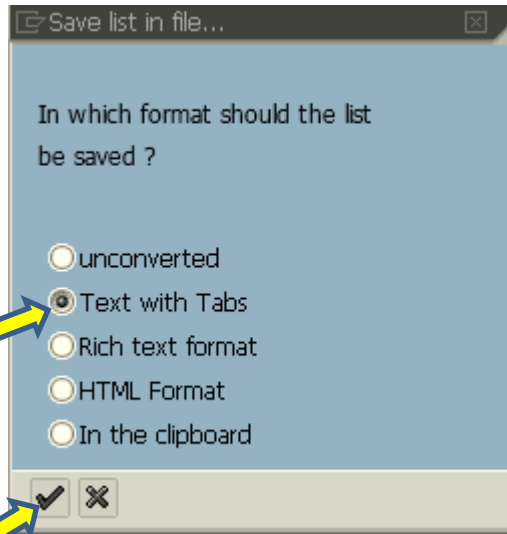 Save list in file...
In which format should the list
be saved ?
unconverted
Text with Tabs
Rich text format
HTML Format
In the clipboard